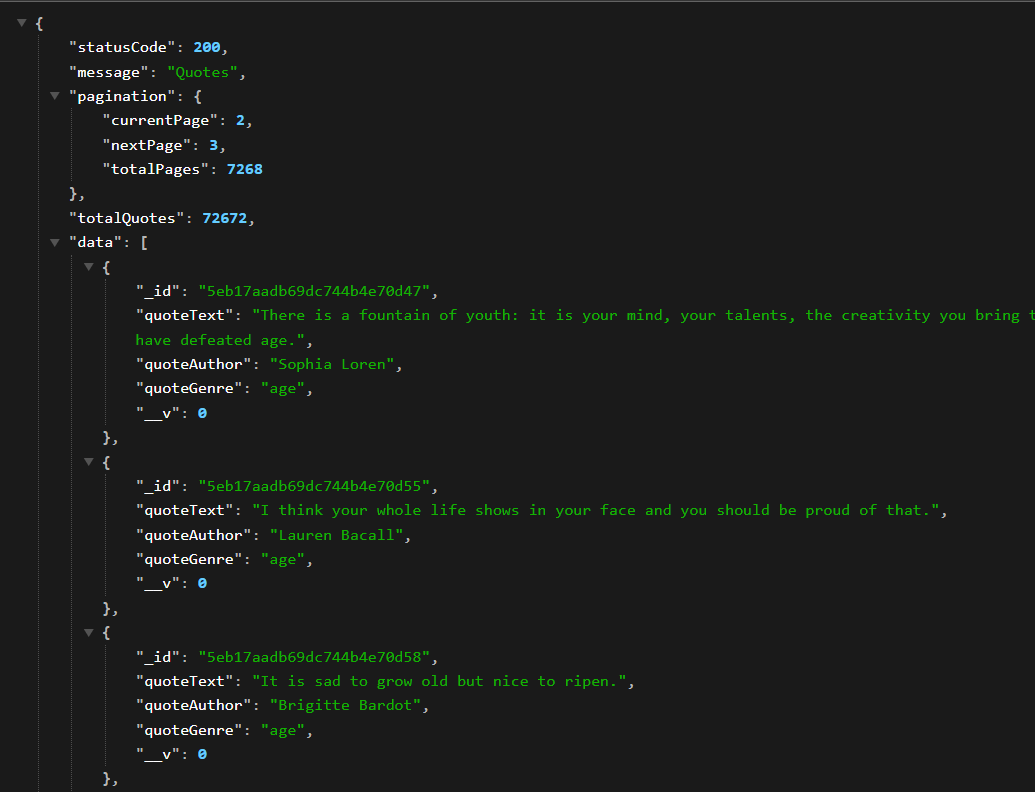 {
"statusCode": 200,
"message": "Quotes",
"pagination": {
"currentPage": 2,
"nextPage": 3,
"totalPages": 7268
},
"totalQuotes": 72672,
"data": [
{
"_id": "5eb17aadb69dc744b4e70d47",
"quoteText": "There is a fountain of youth: it is your mind, your talents, the creativity you bring
have defeated age.",
"quoteAuthor": "Sophia Loren",
"quoteGenre": "age",
"__v": 0
},
{
"_id": "5eb17aadb69dc744b4e70d55",
"quoteText": "I think your whole life shows in your face and you should be proud of that.",
"quoteAuthor": "Lauren Bacall",
"quoteGenre": "age",
"__v": 0
},
{
"_id": "5eb17aadb69dc744b4e70d58",
"quoteText": "It is sad to grow old but nice to ripen.",
"quoteAuthor": "Brigitte Bardot",
"quoteGenre": "age",
"__v": 0
},